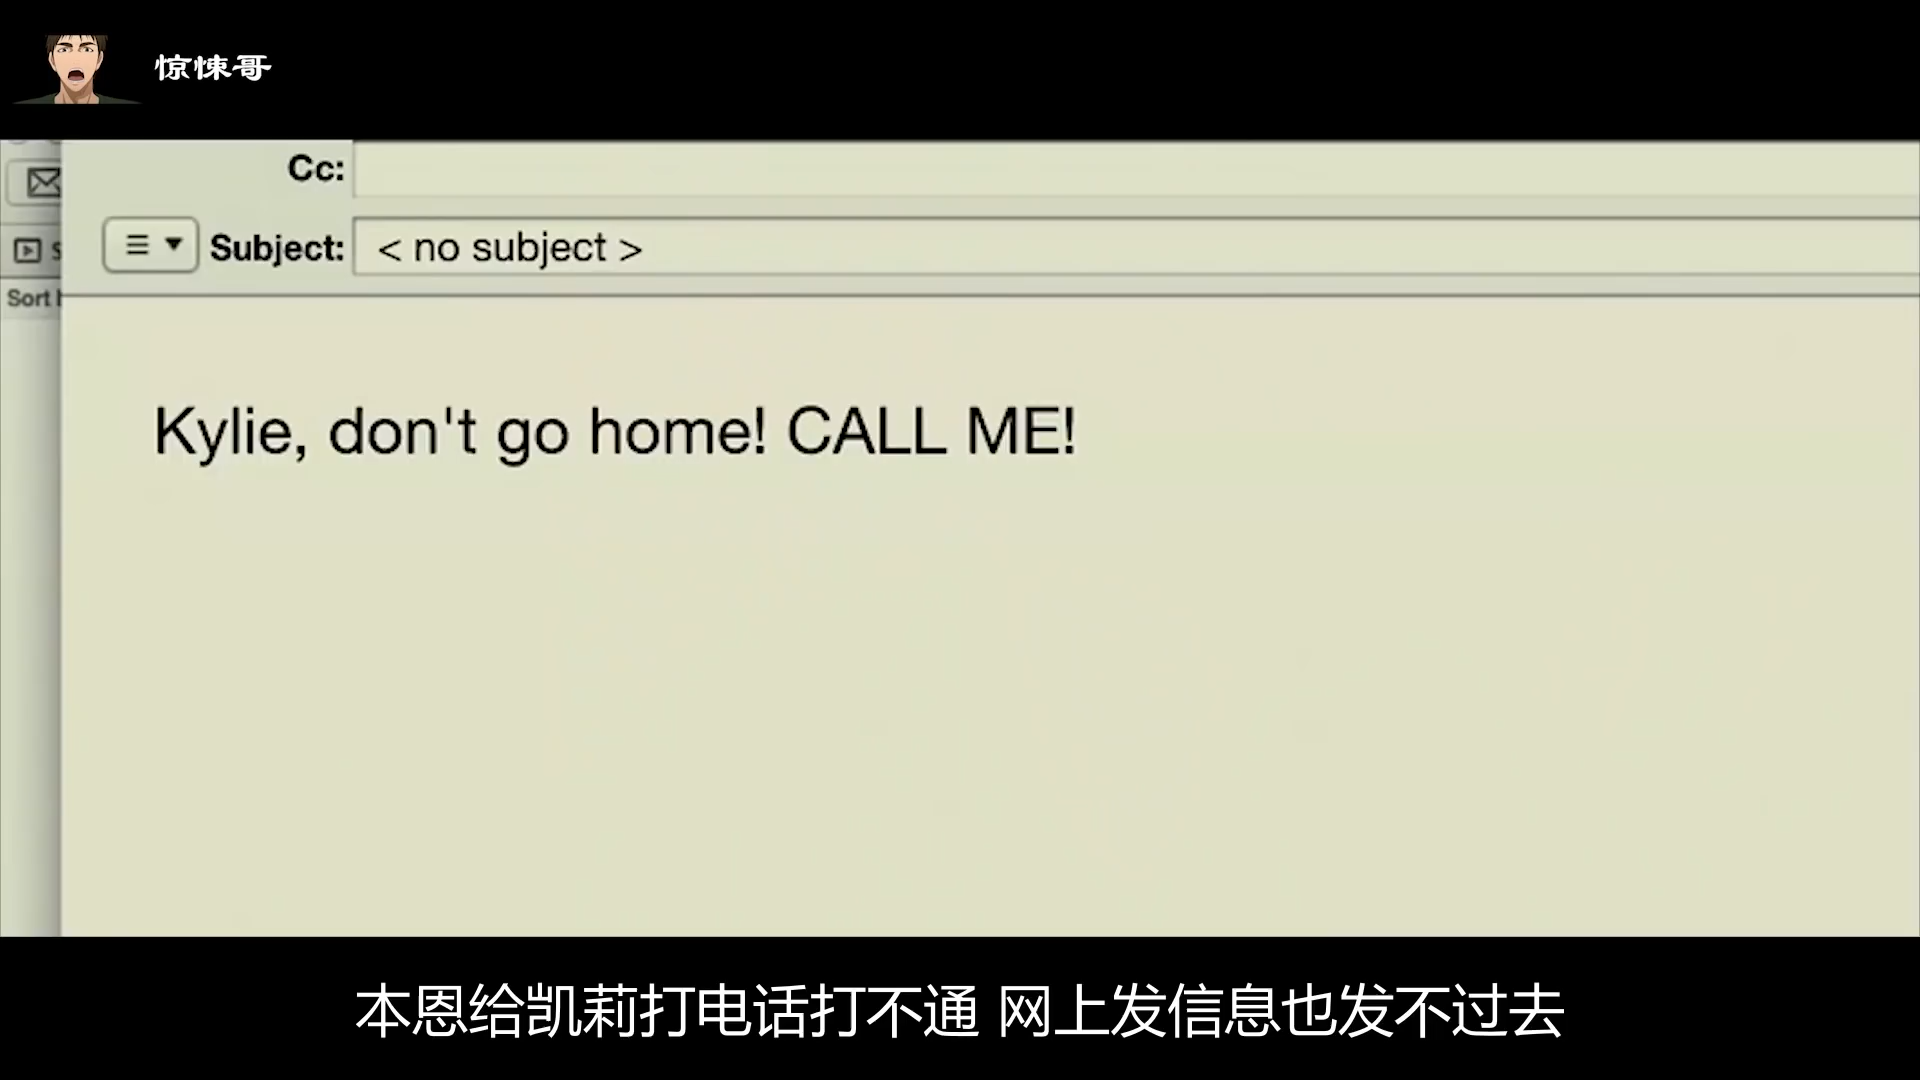 惊悚哥
Cc:
Subject: < no subject >
Sort
Kylie, don't go home! CALL ME!
本恩给凯莉打电话打不通 网上发信息也发不过去